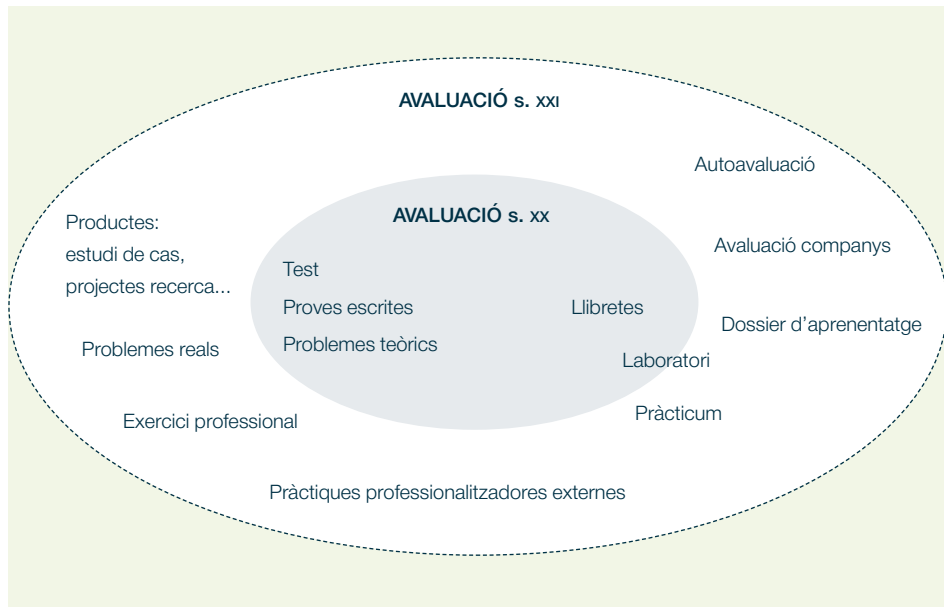 AVALUACIÓ s. XXI
Autoavaluació
AVALUACIÓ s. XX
Productes:
estudi de cas,
projectes recerca...
Avaluació companys
Test
Proves escrites
Llibretes
Dossier d’aprenentatge
Problemes teòrics
Problemes reals
Laboratori
Pràcticum
Exercici professional
Pràctiques professionalitzadores externes